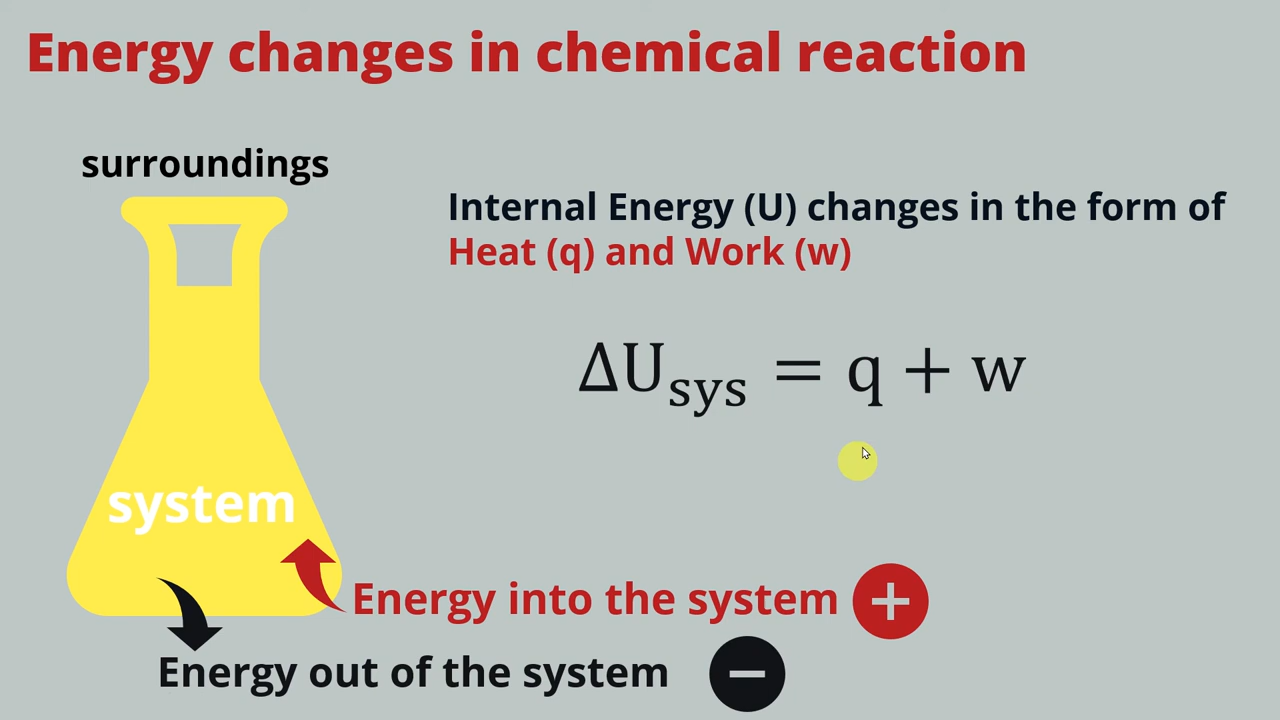 Energy changes in chemical reaction
surroundings
Internal Energy (U) changes in the form of
Heat (q) and Work (w)
ΔU_sys = q + w
system
Energy into the system +
Energy out of the system −